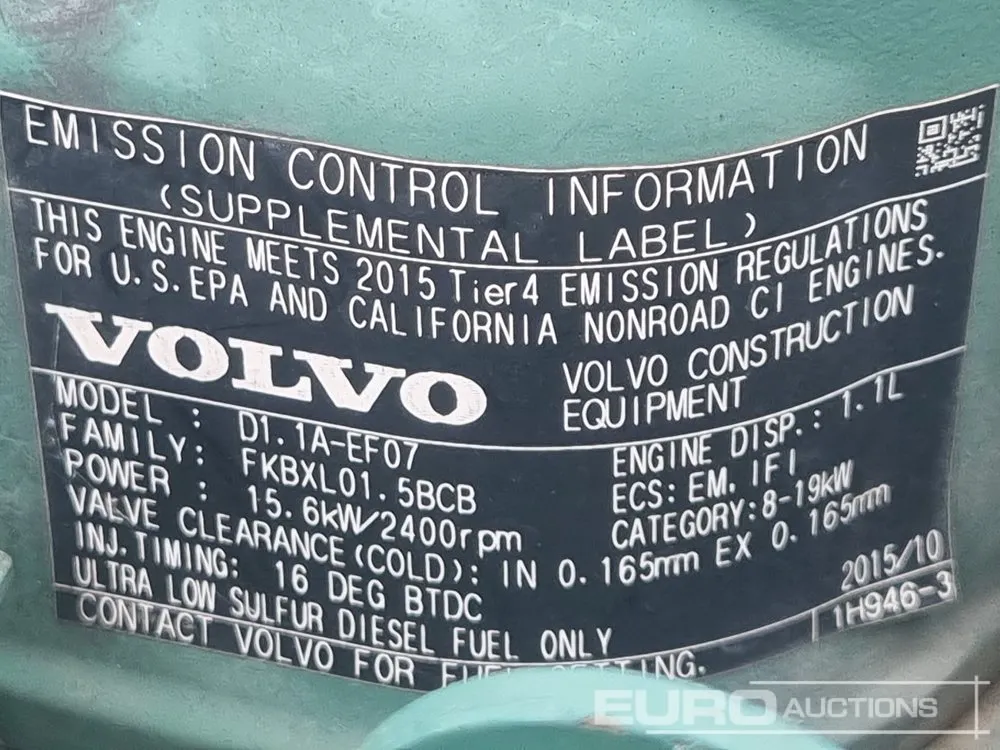 EMISSION CONTROL INFORMATION
(SUPPLEMENTAL LABEL)
THIS ENGINE MEETS 2015 Tier4 EMISSION REGULATIONS
FOR U.S.EPA AND CALIFORNIA NONROAD CI ENGINES.
VOLVO
VOLVO CONSTRUCTION
EQUIPMENT
MODEL : D1.1A-EF07
ENGINE DISP.: 1.1L
FAMILY: FKBXL01.5BCB
ECS: EM, IFI
POWER : 15.6kW/2400rpm
CATEGORY:8-19kW
VALVE CLEARANCE(COLD): IN 0.165mm EX 0.165mm
INJ.TIMING: 16 DEG BTDC
2015/10
ULTRA LOW SULFUR DIESEL FUEL ONLY
1H946-3
CONTACT VOLVO FOR
EURO AUCTIONS